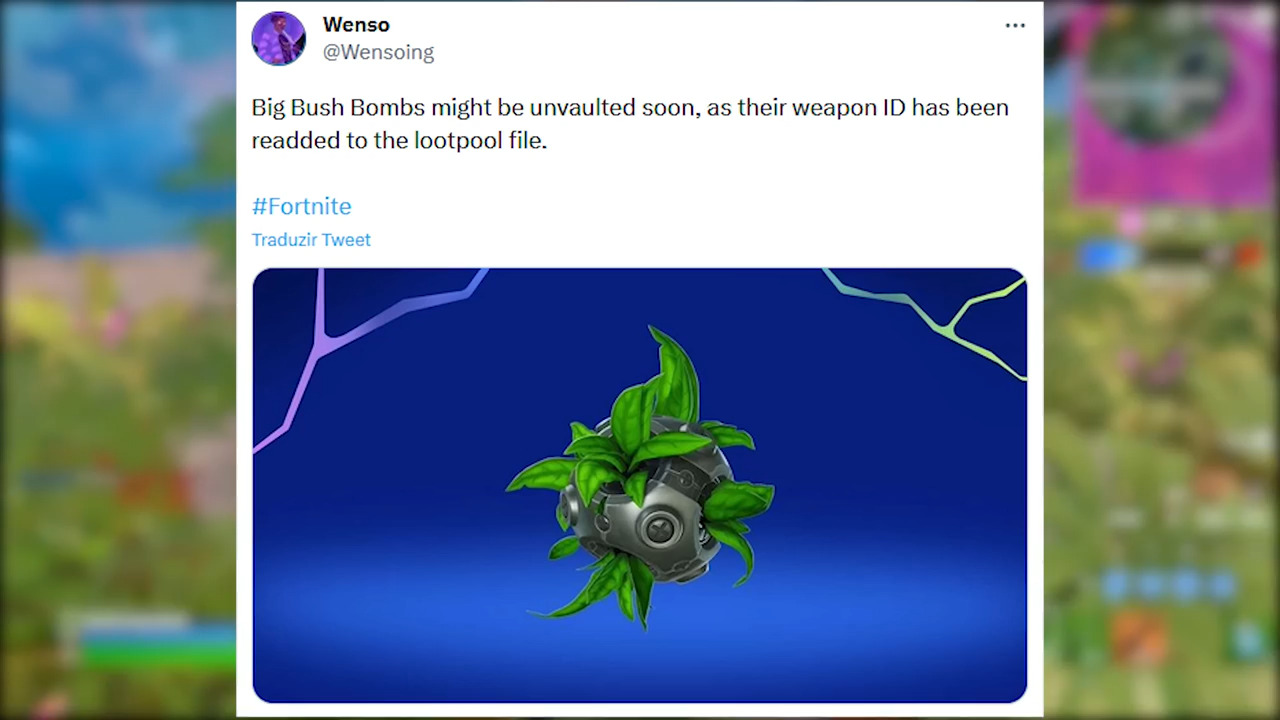 Wenso
@Wensoing
Big Bush Bombs might be unvaulted soon, as their weapon ID has been
readded to the lootpool file.
#Fortnite
Traduzir Tweet